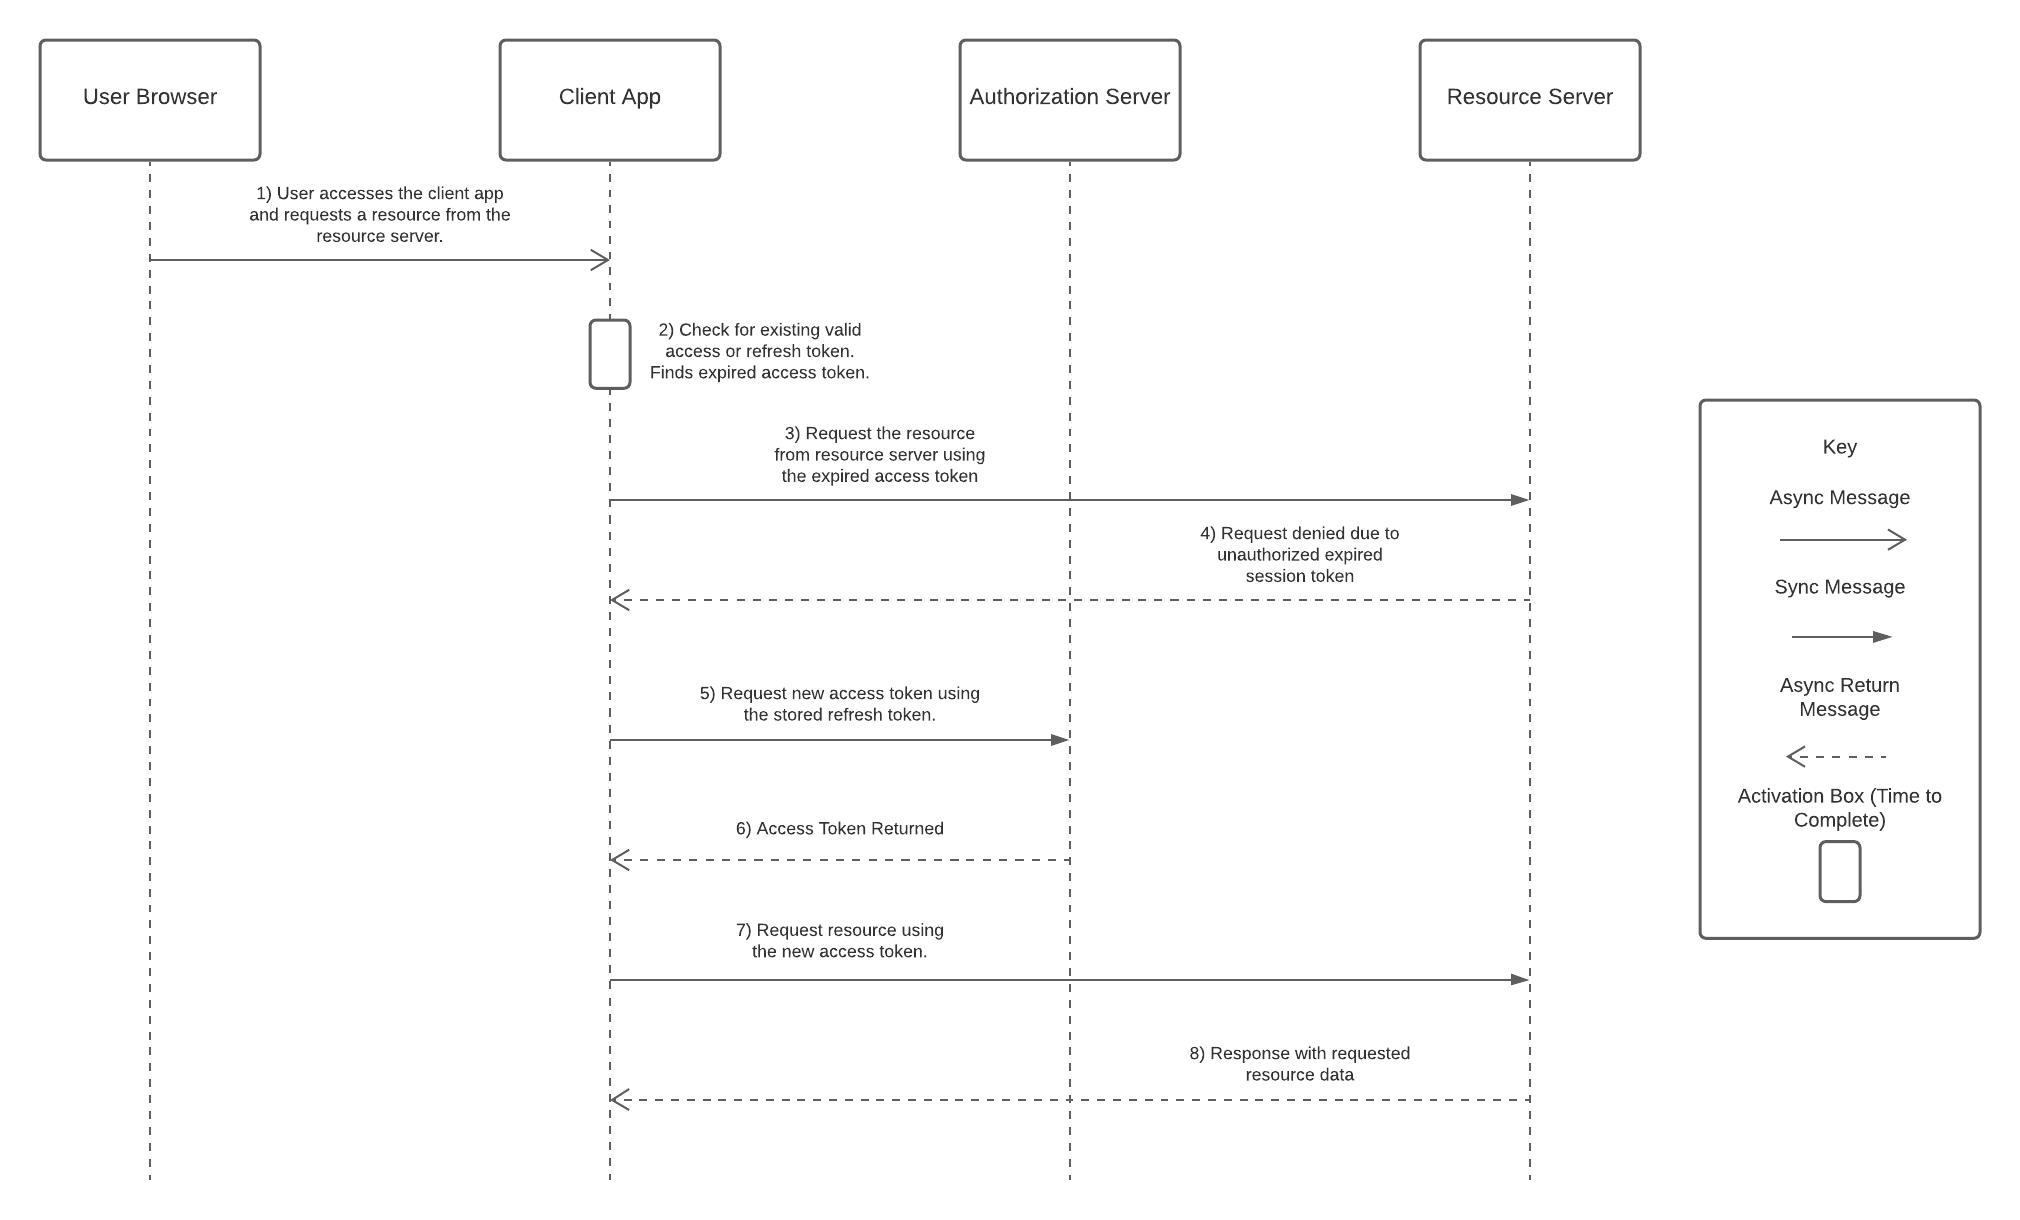 User Browser
Client App
Authorization Server
Resource Server
1) User accesses the client app
and requests a resource from the
resource server.
2) Check for existing valid
access or refresh token.
Finds expired access token.
3) Request the resource
from resource server using
the expired access token
4) Request denied due to
unauthorized expired
session token
5) Request new access token using
the stored refresh token.
6) Access Token Returned
7) Request resource using
the new access token.
8) Response with requested
resource data
Key
Async Message
Sync Message
Async Return
Message
Activation Box (Time to
Complete)